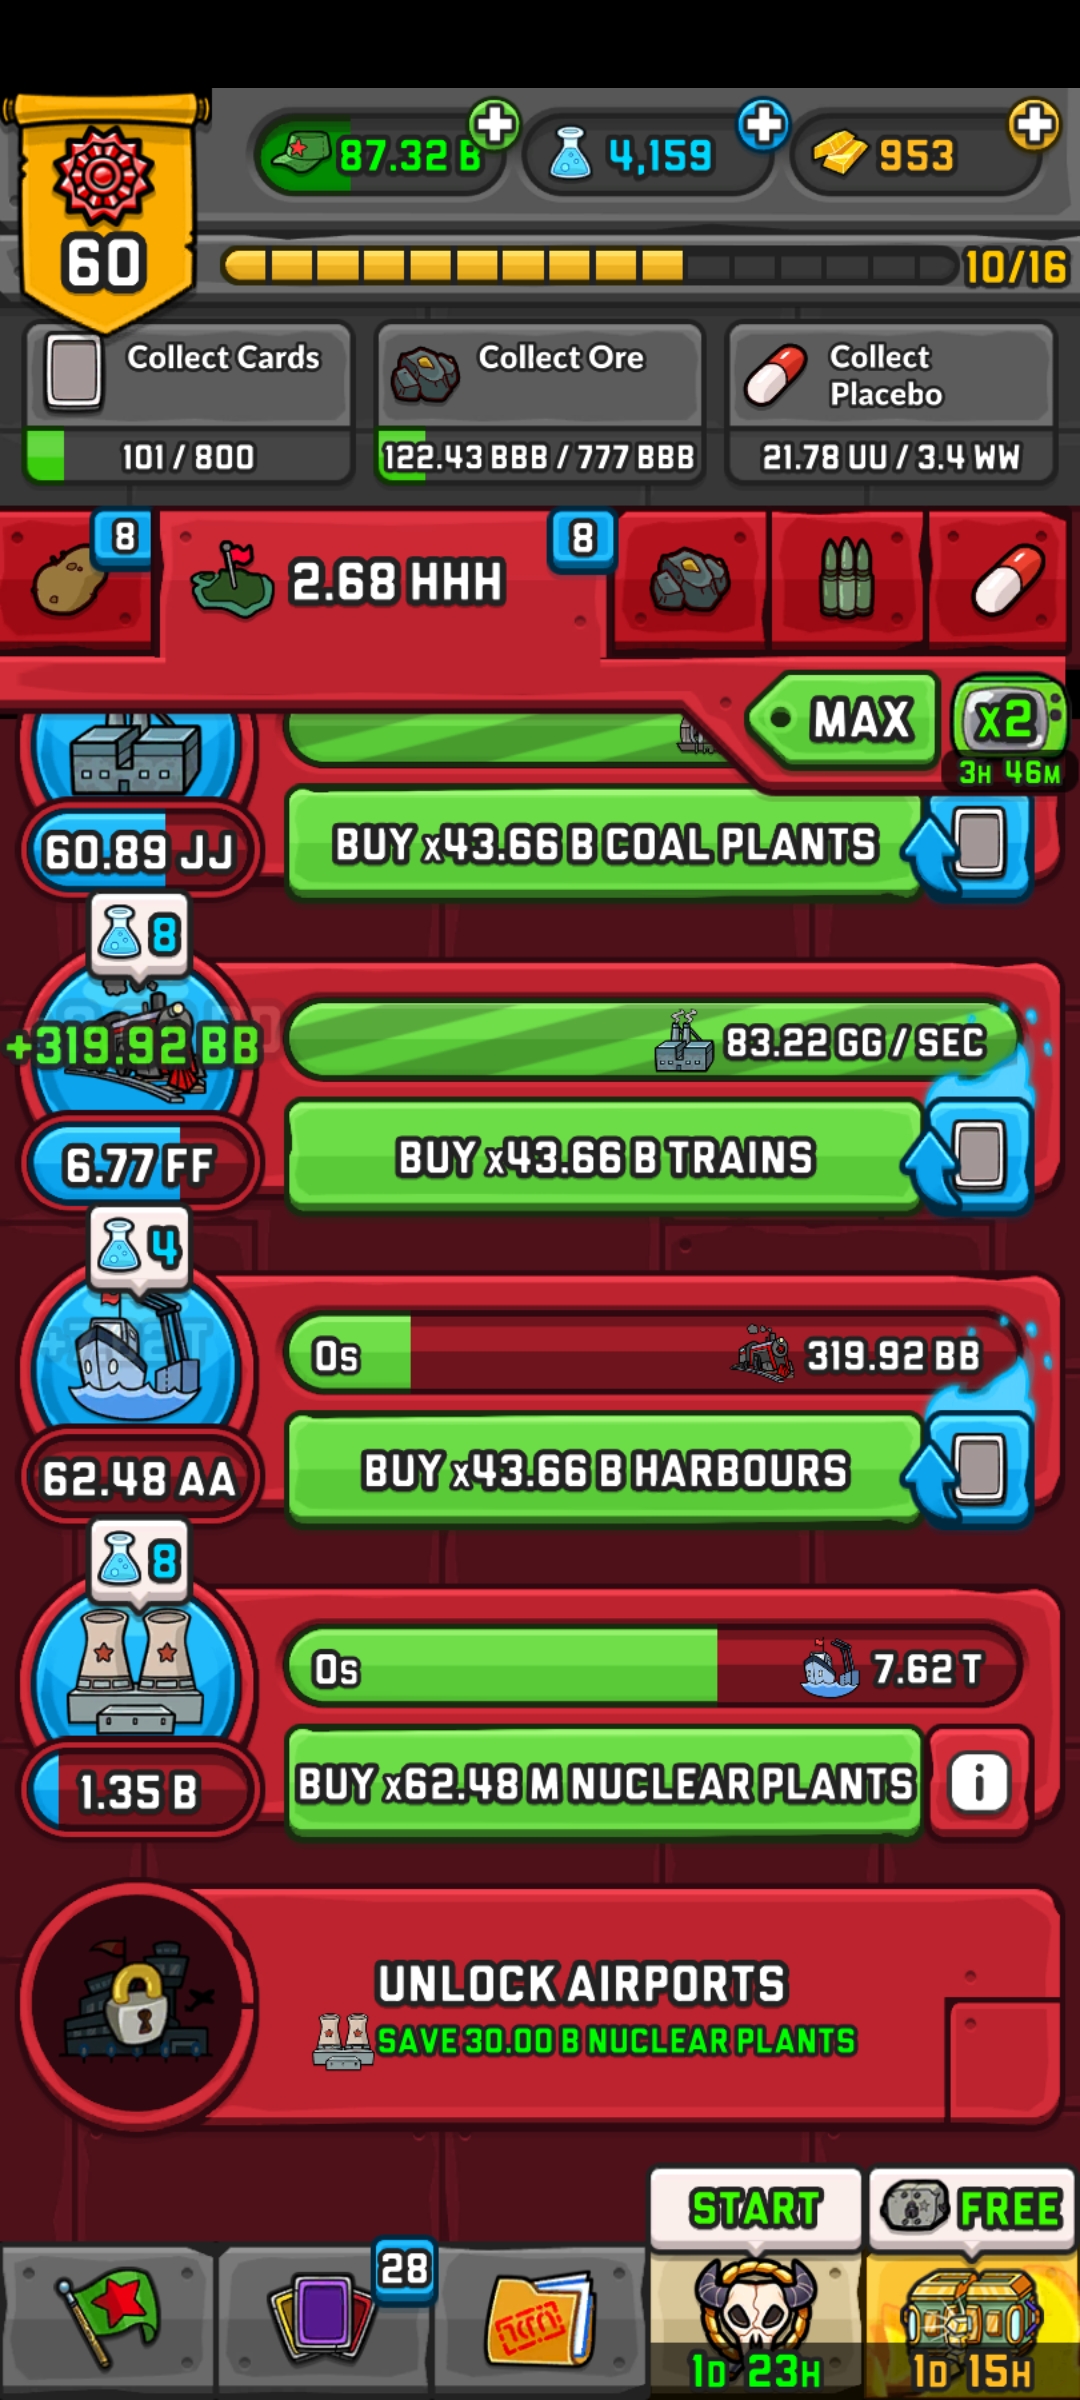 60
87.32 B
4,159
953
10/16
Collect Cards
101 / 800
Collect Ore
122.43 BBB / 777 BBB
Collect
Placebo
21.78 UU / 3.4 WW
8
2.68 HHH
8
MAX
x2
3H 46M
60.89 JJ
BUY x43.66 B COAL PLANTS
8
+319.92 BB
83.22 GG / SEC
6.77 FF
BUY x43.66 B TRAINS
4
0s
319.92 BB
62.48 AA
BUY x43.66 B HARBOURS
8
0s
7.62 T
1.35 B
BUY x62.48 M NUCLEAR PLANTS
i
UNLOCK AIRPORTS
SAVE 30.00 B NUCLEAR PLANTS
28
START
1D 23H
FREE
1D 15H